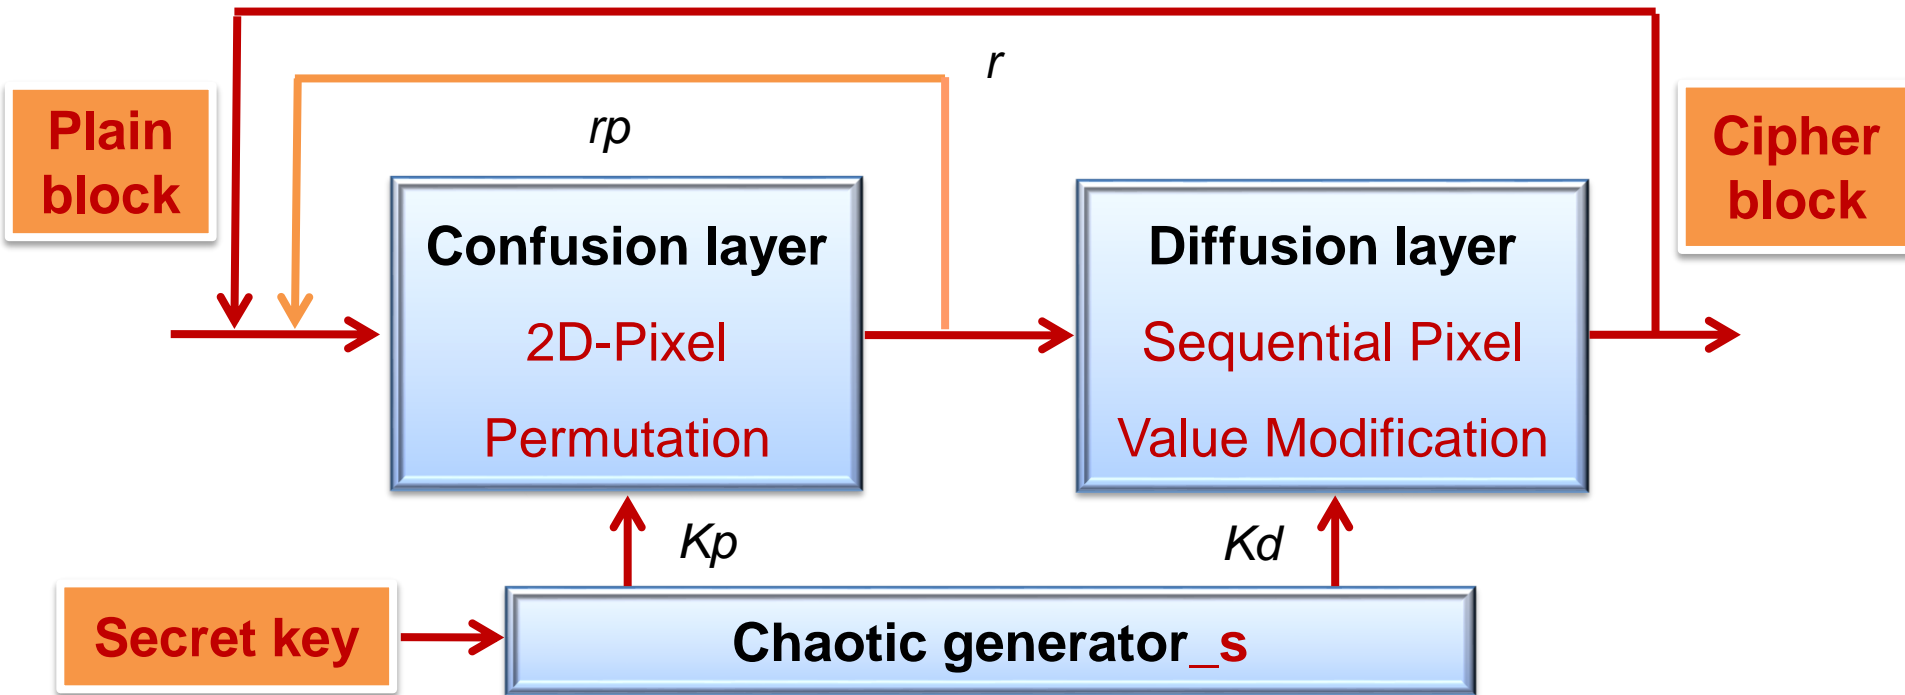 r
rp
Plain
block
Cipher
block
Confusion layer
2D-Pixel
Permutation
Diffusion layer
Sequential Pixel
Value Modification
Kp
Kd
Secret key
Chaotic generator_s